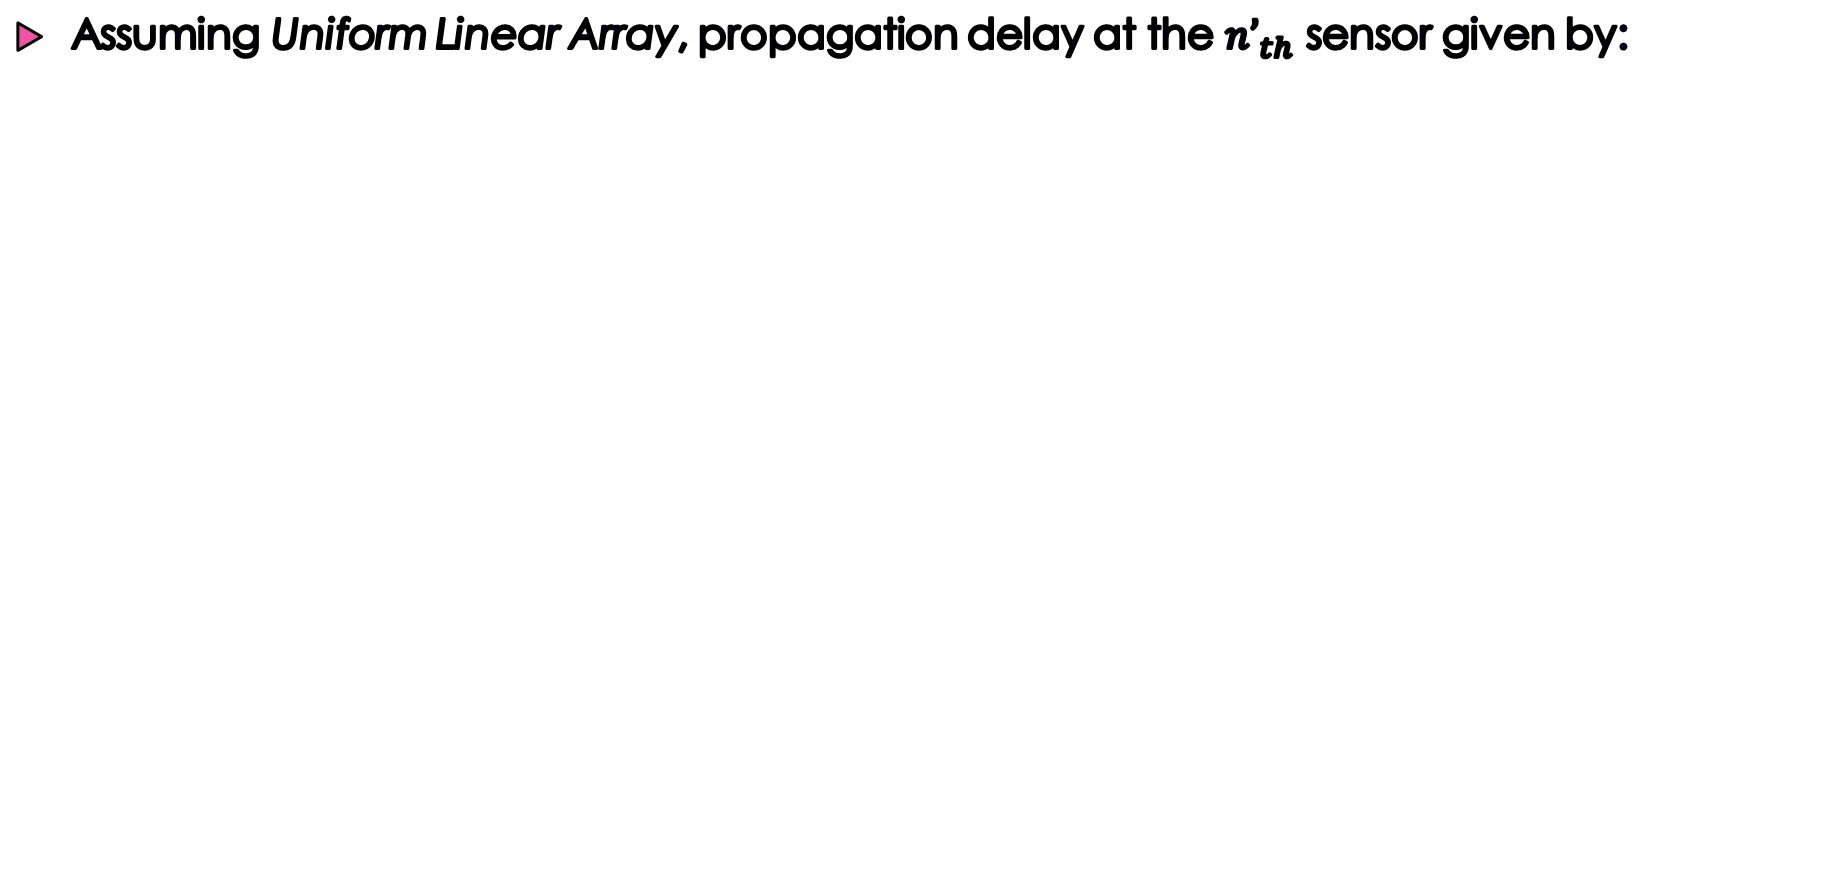 Assuming Uniform Linear Array, propagation delay at the n’th sensor given by: